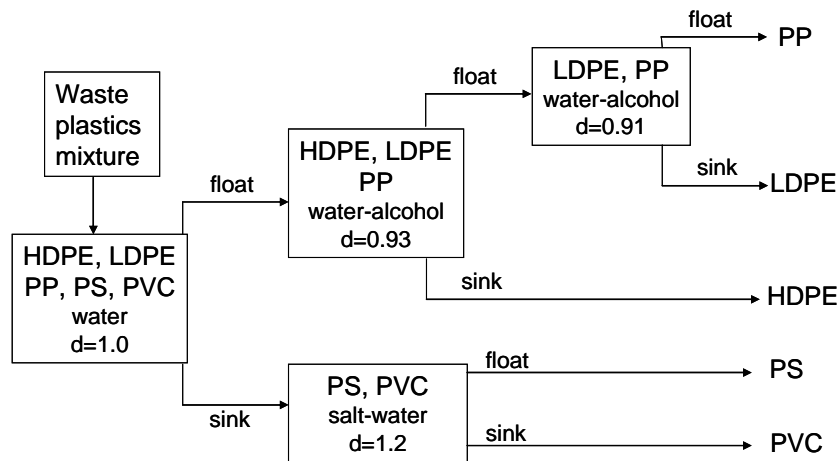 Waste
plastics
mixture
HDPE, LDPE
PP, PS, PVC
water
d=1.0
float
sink
HDPE, LDPE
PP
water-alcohol
d=0.93
float
sink
LDPE, PP
water-alcohol
d=0.91
float
PP
sink
LDPE
HDPE
PS, PVC
salt-water
d=1.2
float
PS
sink
PVC